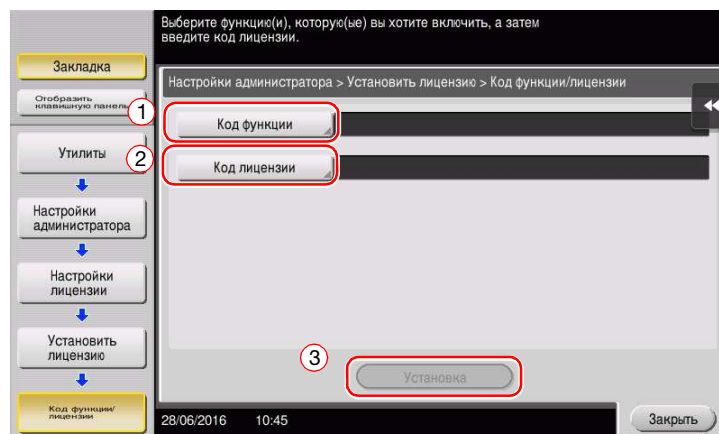 Выберите функцию(и), которую(ые) вы хотите включить, а затем
введите код лицензии.
Закладка
Отобразить
клавишную панель
Утилиты
Настройки
администратора
Настройки
лицензии
Установить
лицензию
Код функции/
лицензии
Настройки администратора > Установить лицензию > Код функции/лицензии
1
Код функции
2
Код лицензии
3
Установка
28/06/2016 10:45
Закрыть